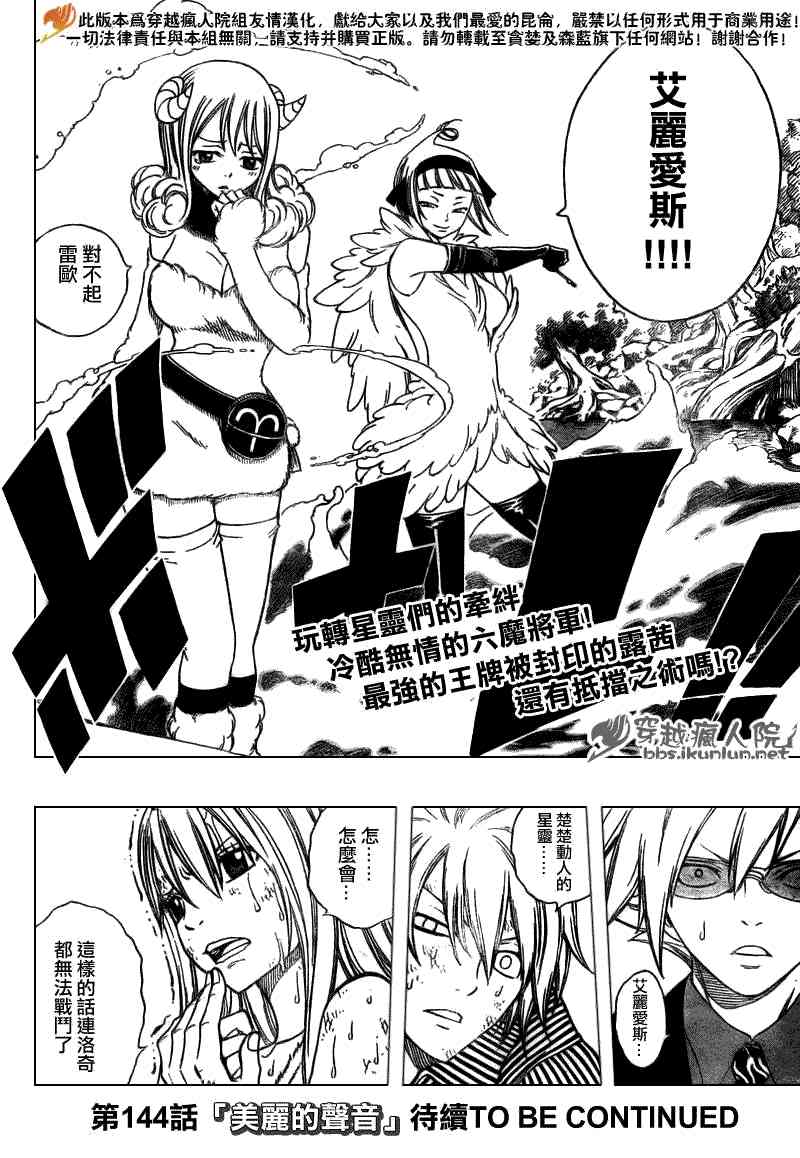 此版本爲穿越瘋人院組友情漢化，獻給大家以及我們最愛的昆侖，嚴禁以任何形式用于商業用途！
一切法律責任與本組無關，請支持并購買正版。請勿轉載至貪婪及森藍旗下任何網站！謝謝合作！
艾麗愛斯!!!!
對不起
雷歐
玩轉星靈們的牽絆
冷酷無情的六魔將軍！
最強的王牌被封印的露茜
還有抵擋之術嗎!?
穿越瘋人院
bbs.ikunlun.net
艾麗愛斯…
楚楚動人的
星靈……
怎……
怎麼會…
這樣的話連洛奇
都無法戰鬥了
第144話『美麗的聲音』待續TO BE CONTINUED